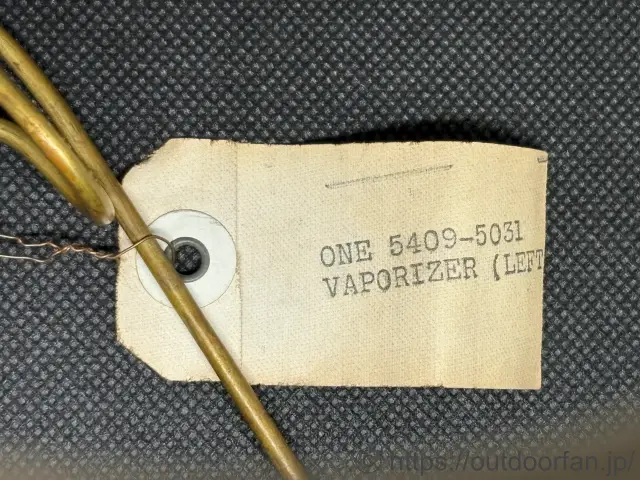 ONE 5409-5031
VAPORIZER (LEFT
https://outdoorfan.jp/